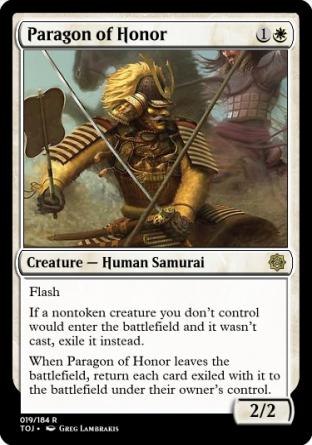 Paragon of Honor 1
Creature — Human Samurai
Flash
If a nontoken creature you don't control
would enter the battlefield and it wasn't
cast, exile it instead.
When Paragon of Honor leaves the
battlefield, return each card exiled with it to
the battlefield under their owner's control.
2/2
019/184 R
TOJ • Greg Lambrakis